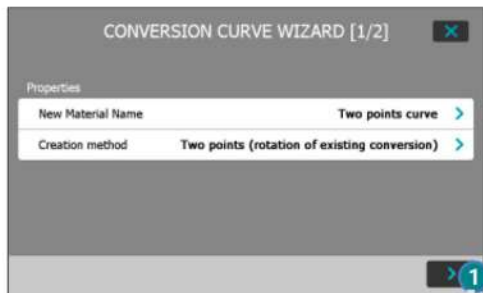 CONVERSION CURVE WIZARD [1/2]
Properties
New Material Name Two points curve
Creation method Two points (rotation of existing conversion)
1